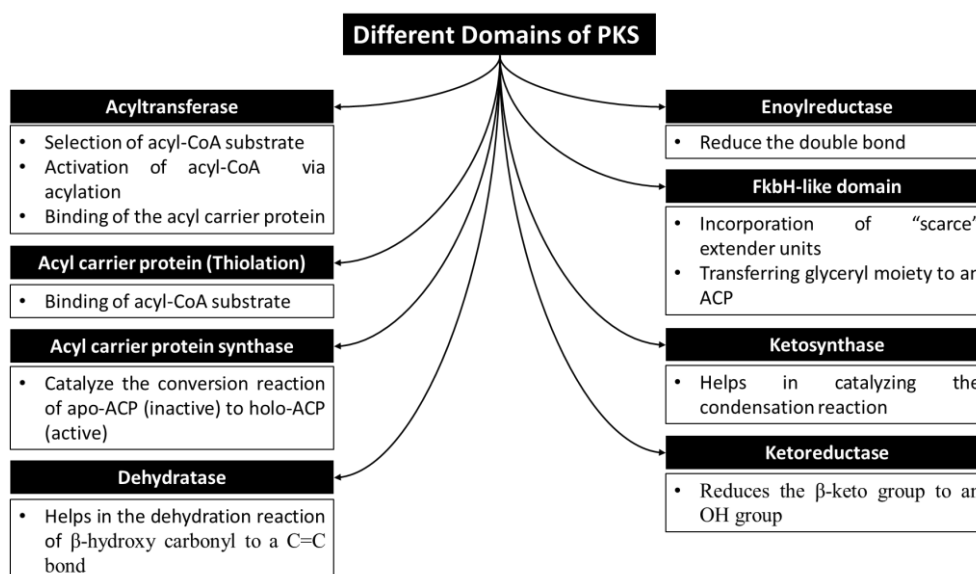 Different Domains of PKS
Acyltransferase
• Selection of acyl-CoA substrate
• Activation of acyl-CoA via
acylation
• Binding of the acyl carrier protein
Acyl carrier protein (Thiolation)
• Binding of acyl-CoA substrate
Acyl carrier protein synthase
• Catalyze the conversion reaction
of apo-ACP (inactive) to holo-ACP
(active)
Dehydratase
• Helps in the dehydration reaction
of β-hydroxy carbonyl to a C=C
bond
Enoylreductase
• Reduce the double bond
FkbH-like domain
• Incorporation of “scarce”
extender units
• Transferring glyceryl moiety to an
ACP
Ketosynthase
• Helps in catalyzing the
condensation reaction
Ketoreductase
• Reduces the β-keto group to an
OH group